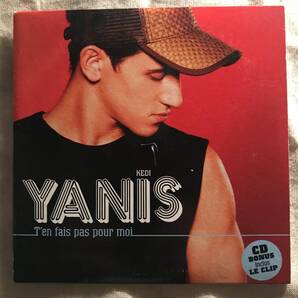 KEDI
YANIS
T'en fais pas pour moi
CD
BONUS
inclus
LE CLIP